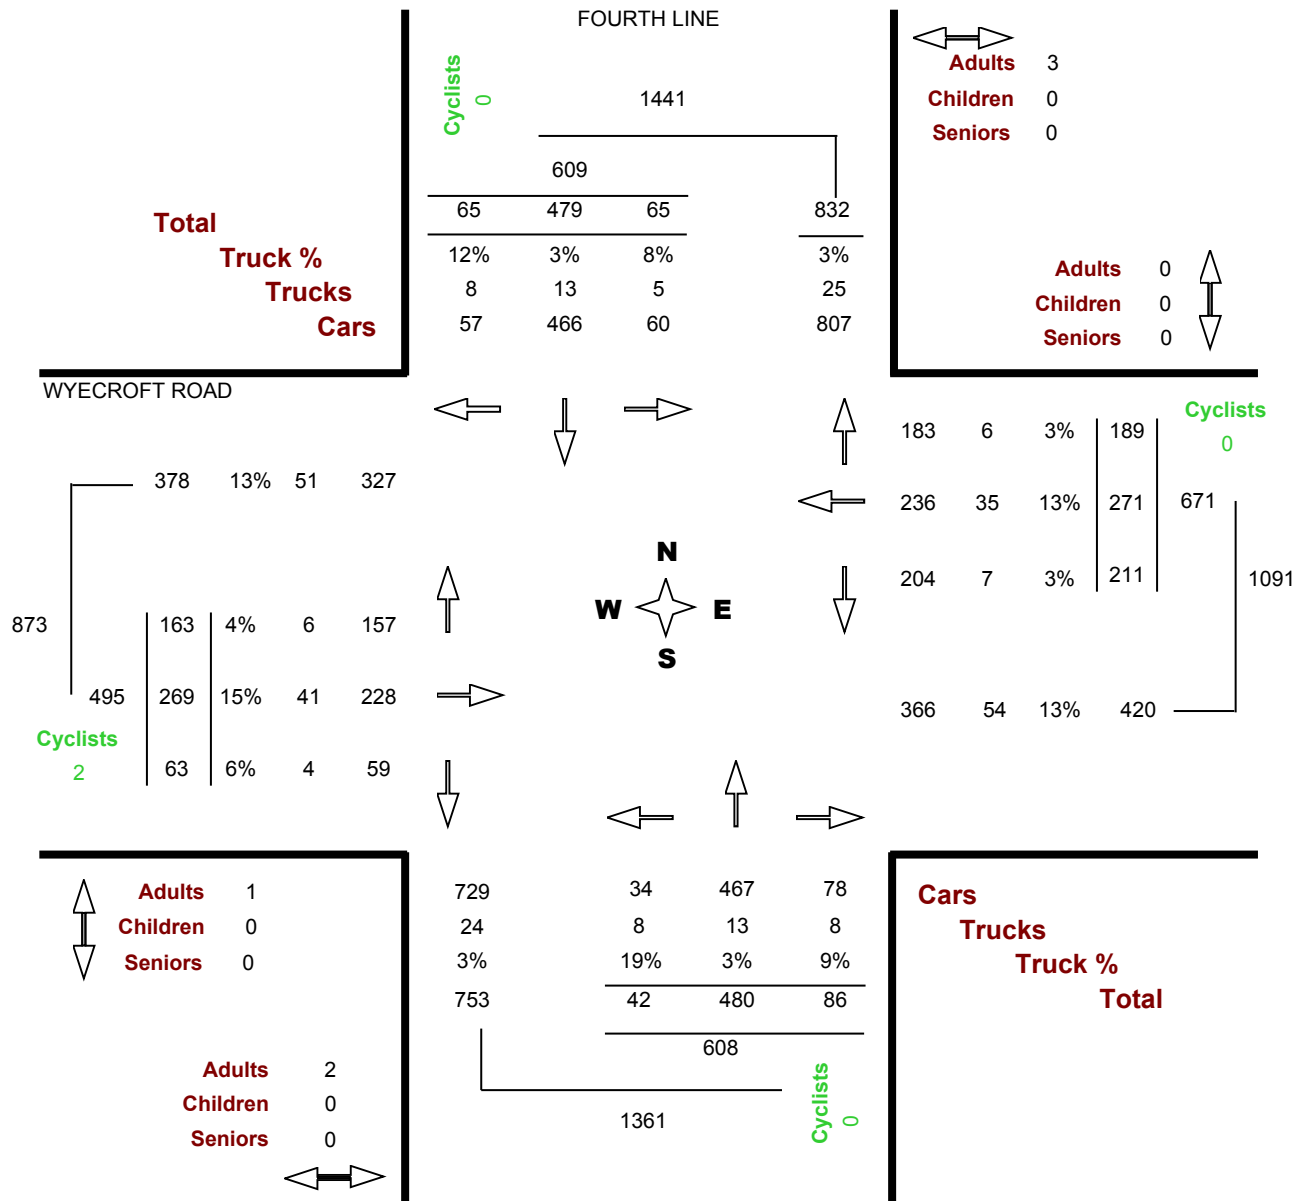 FOURTH LINE
Cyclists
0
1441
609
65 479 65 832
12% 3% 8% 3%
8 13 5 25
57 466 60 807
Total
Truck %
Trucks
Cars
Adults 3
Children 0
Seniors 0
Adults 0
Children 0
Seniors 0
WYECROFT ROAD
Cyclists
0
183 6 3% 189
236 35 13% 271 671
204 7 3% 211
1091
366 54 13% 420
378 13% 51 327
873
163 4% 6 157
495 269 15% 41 228
63 6% 4 59
Cyclists
2
N
W E
S
Adults 1
Children 0
Seniors 0
729 34 467 78
24 8 13 8
3% 19% 3% 9%
753 42 480 86
608
1361
Cyclists
0
Cars
Trucks
Truck %
Total
Adults 2
Children 0
Seniors 0